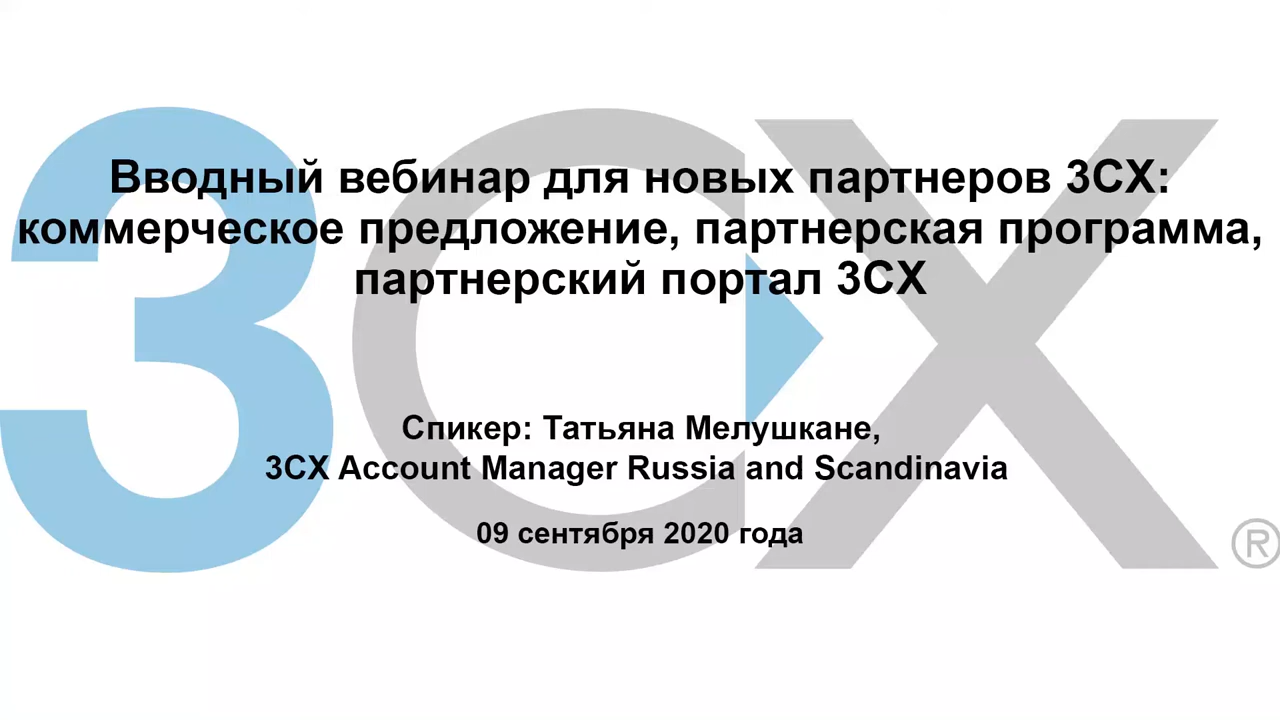 3CX®
Вводный вебинар для новых партнеров 3CX:
коммерческое предложение, партнерская программа,
партнерский портал 3CX
Спикер: Татьяна Мелушкане,
3CX Account Manager Russia and Scandinavia
09 сентября 2020 года